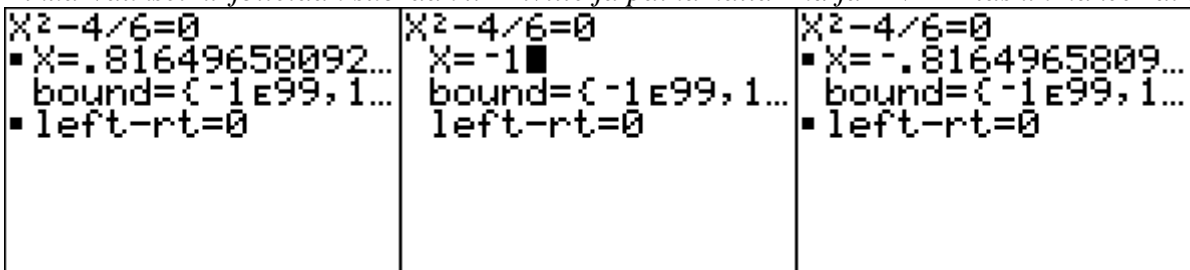 X²-4/6=0
▪X=.81649658092…
bound={⁻1ᴇ99,1…
▪left-rt=0
X²-4/6=0
X=⁻1
bound={⁻1ᴇ99,1…
left-rt=0
X²-4/6=0
▪X=⁻.8164965809…
bound={⁻1ᴇ99,1…
▪left-rt=0